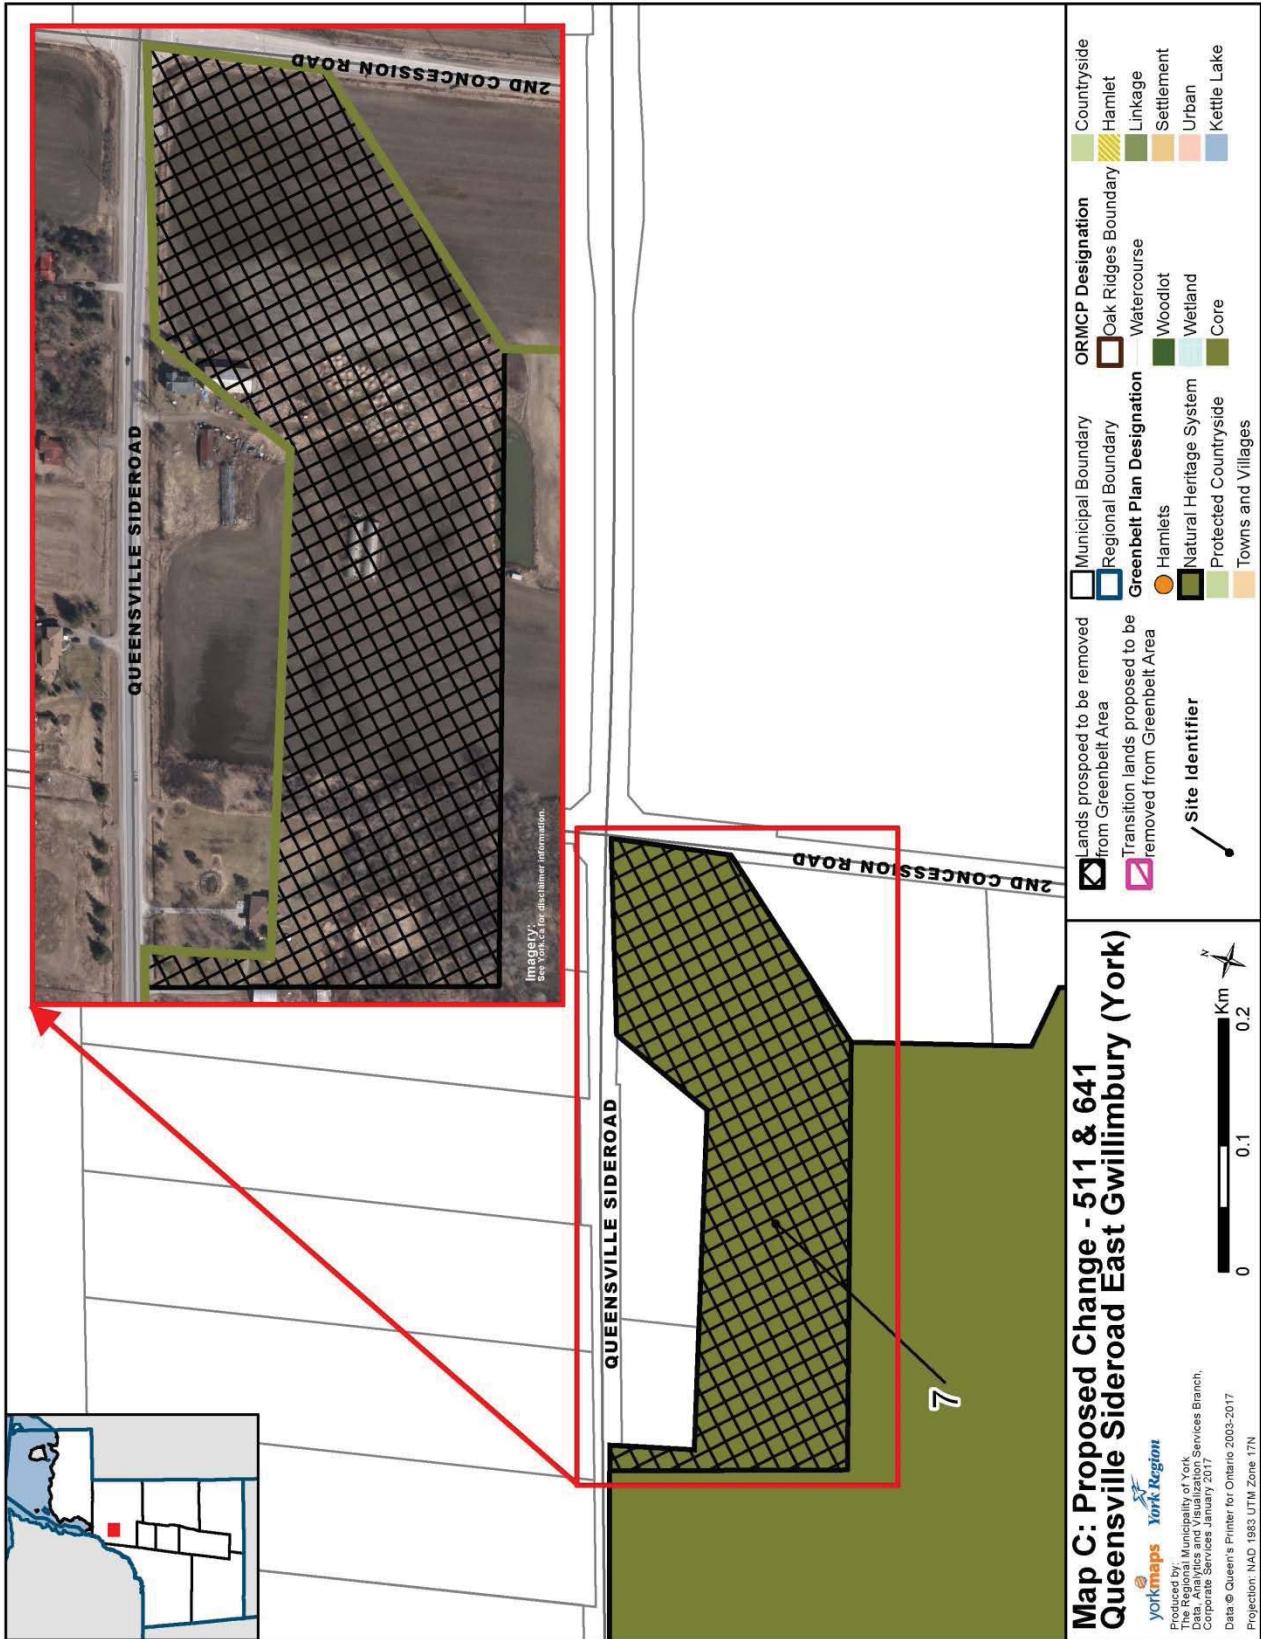 2ND CONCESSION ROAD
QUEENSVILLE SIDEROAD
Imagery:
See York.ca for disclaimer information.
QUEENSVILLE SIDEROAD
2ND CONCESSION ROAD
7
Map C: Proposed Change - 511 & 641
Queensville Sideroad East Gwillimbury (York)
yorkmaps York Region
Produced by:
The Regional Municipality of York
Data, Analytics and Visualization Services Branch,
Corporate Services January 2017
Data:© Queen's Printer for Ontario 2003-2017
Projection: NAD 1983 UTM Zone 17N
0 0.1 0.2
Km
N
Lands prospoed to be removed
from Greenbelt Area
Transition lands proposed to be
removed from Greenbelt Area
Site Identifier
Municipal Boundary
Regional Boundary
Greenbelt Plan Designation
Hamlets
Natural Heritage System
Protected Countryside
Towns and Villages
ORMCP Designation
Oak Ridges Boundary
Watercourse
Woodlot
Wetland
Core
Countryside
Hamlet
Linkage
Settlement
Urban
Kettle Lake